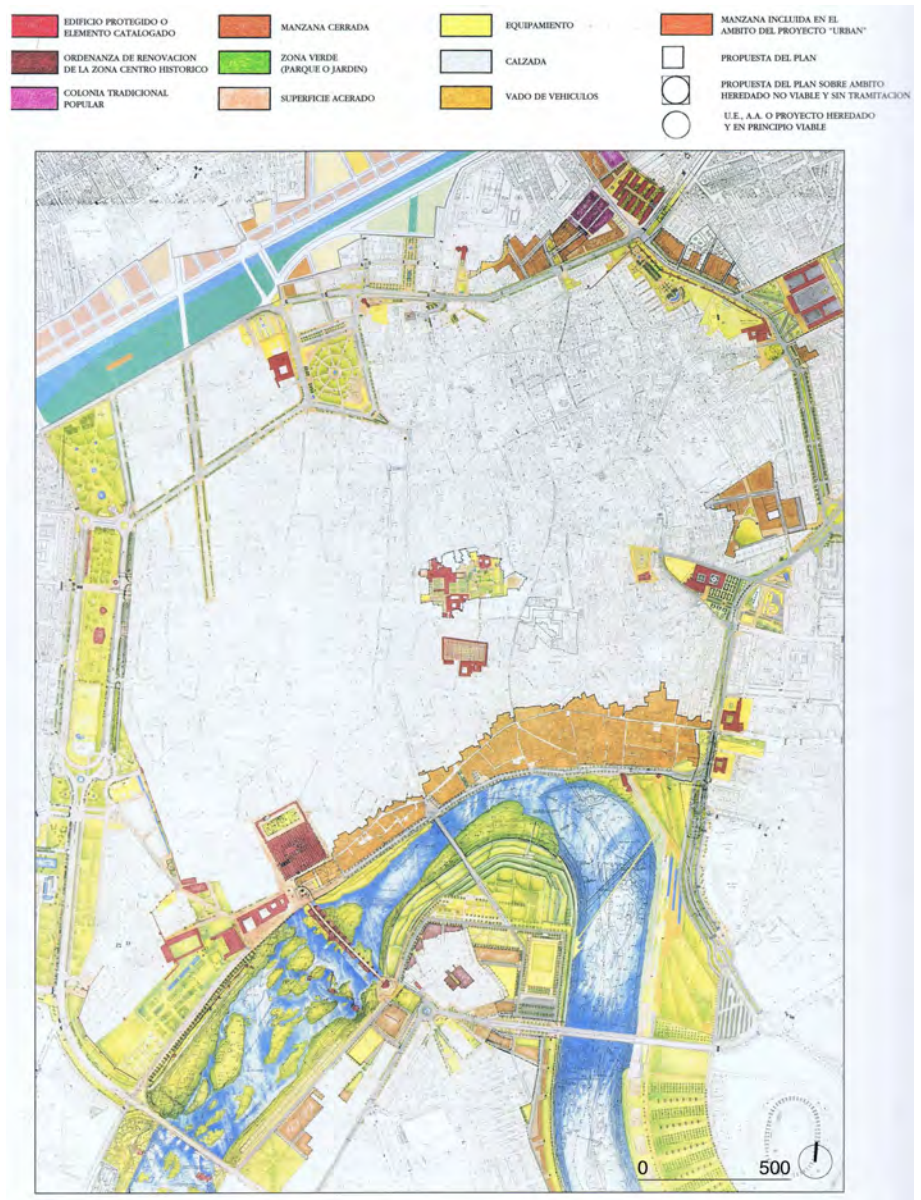 EDIFICIO PROTEGIDO O
ELEMENTO CATALOGADO
ORDENANZA DE RENOVACION
DE LA ZONA CENTRO HISTORICO
COLONIA TRADICIONAL
POPULAR
MANZANA CERRADA
ZONA VERDE
(PARQUE O JARDIN)
SUPERFICIE ACERADO
EQUIPAMIENTO
CALZADA
VADO DE VEHICULOS
MANZANA INCLUIDA EN EL
AMBITO DEL PROYECTO "URBAN"
PROPUESTA DEL PLAN
PROPUESTA DEL PLAN SOBRE AMBITO
HEREDADO NO VIABLE Y SIN TRAMITACION
U.E., A.A. O PROYECTO HEREDADO
Y EN PRINCIPIO VIABLE
0 500